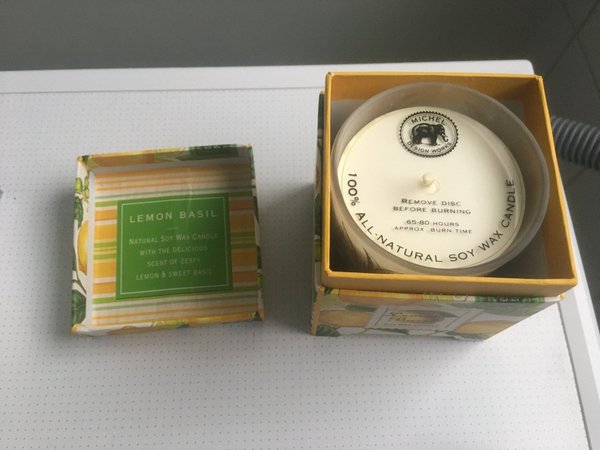 LEMON BASIL
NATURAL SOY WAX CANDLE
WITH THE DELICIOUS
SCENT OF ZESTY
LEMON & SWEET BASIL
MICHEL
DESIGN WORKS
REMOVE DISC
BEFORE BURNING
65-80 HOURS
APPROX. BURN TIME
100% ALL-NATURAL SOY WAX CANDLE